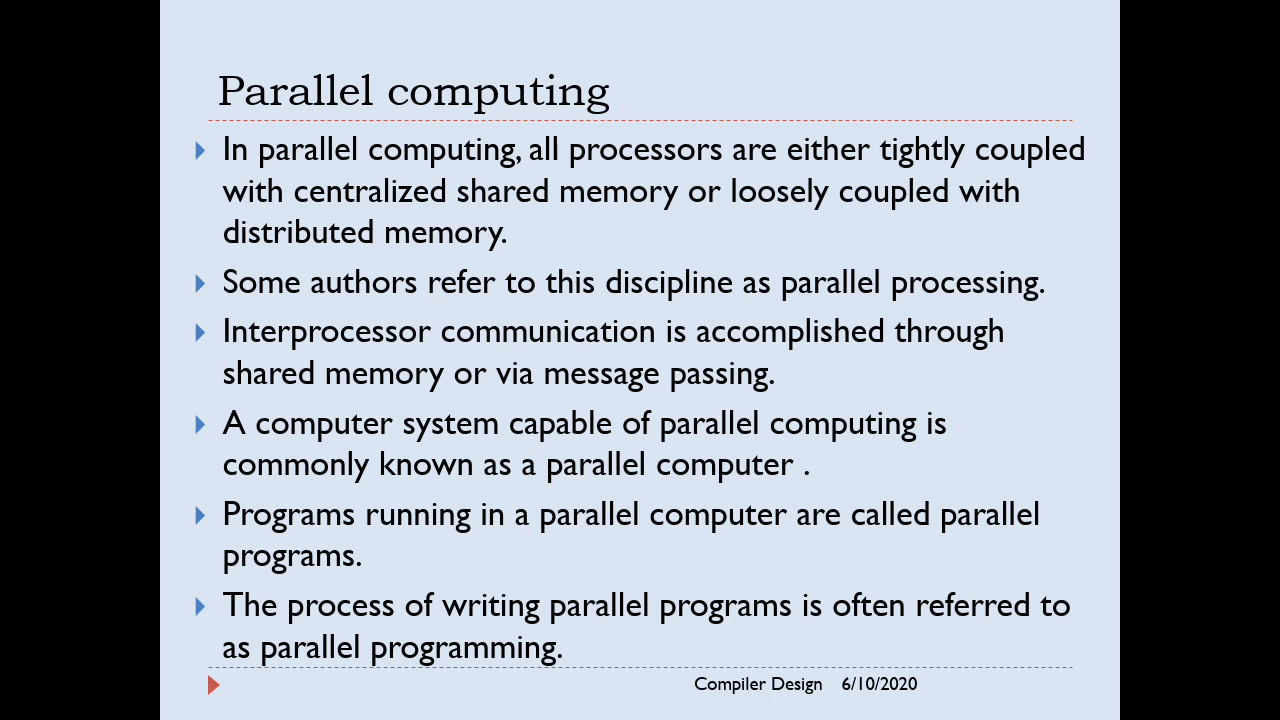 Parallel computing
In parallel computing, all processors are either tightly coupled
with centralized shared memory or loosely coupled with
distributed memory.
Some authors refer to this discipline as parallel processing.
Interprocessor communication is accomplished through
shared memory or via message passing.
A computer system capable of parallel computing is
commonly known as a parallel computer .
Programs running in a parallel computer are called parallel
programs.
The process of writing parallel programs is often referred to
as parallel programming.
Compiler Design 6/10/2020